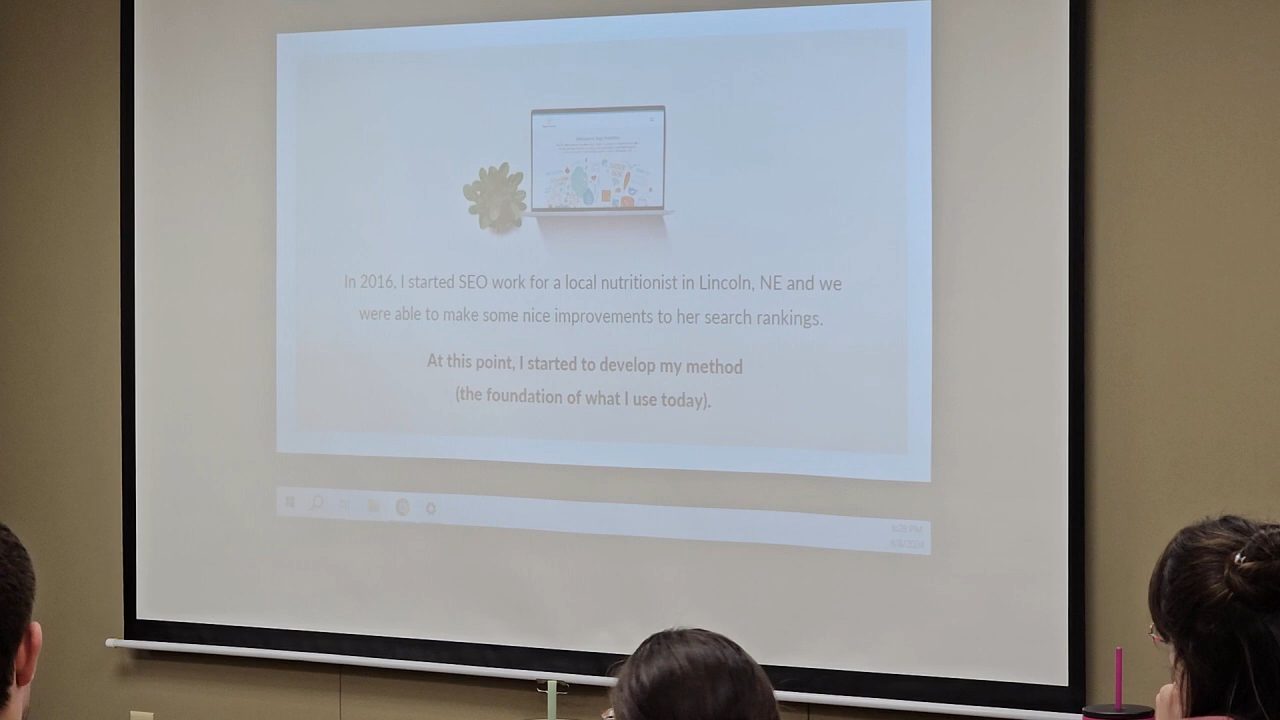 In 2016, I started SEO work for a local nutritionist in Lincoln, NE and we
were able to make some nice improvements to her search rankings.
At this point, I started to develop my method
(the foundation of what I use today).